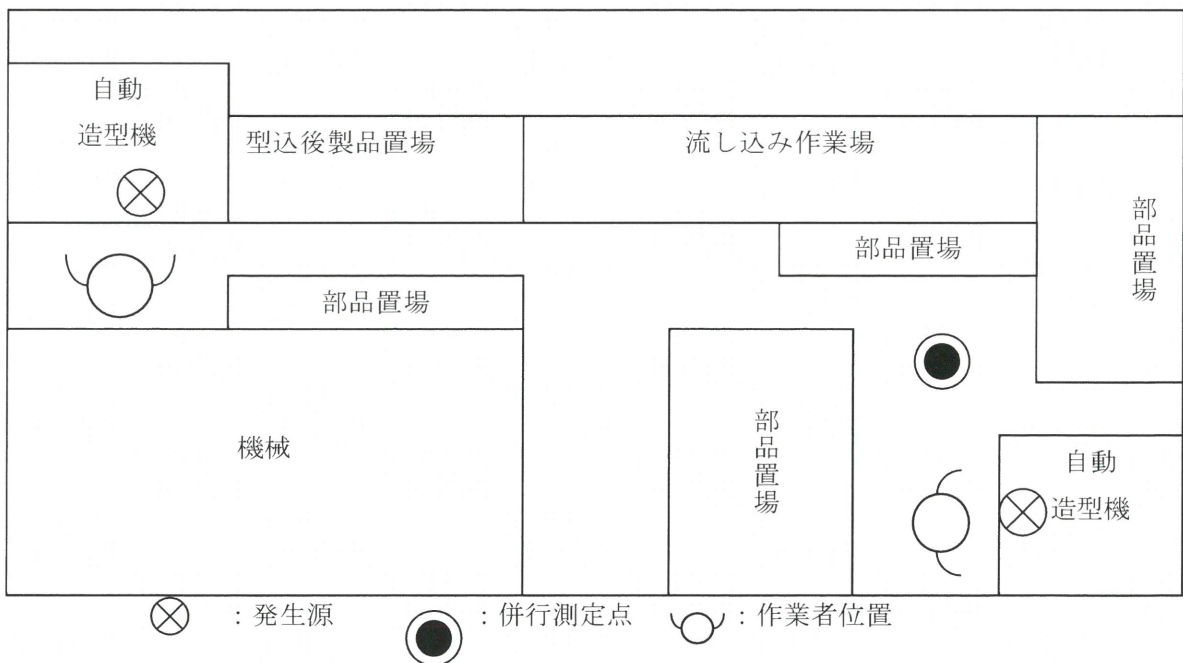 自動
造型機
型込後製品置場
流し込み作業場
部品置場
部品置場
部品置場
機械
部品置場
自動
造型機
：発生源
：併行測定点
：作業者位置